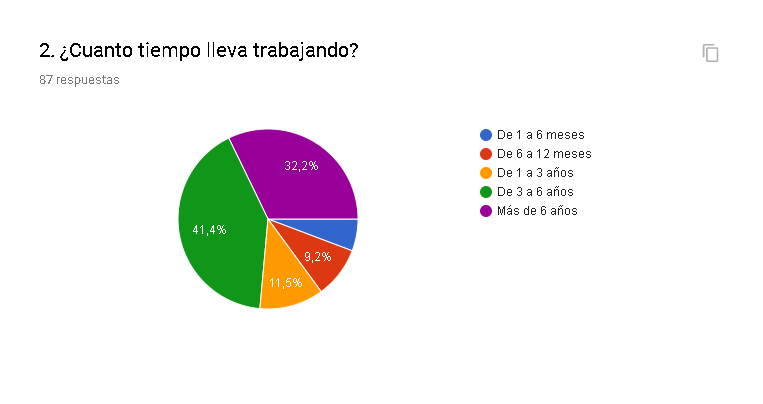 2. ¿Cuanto tiempo lleva trabajando?
87 respuestas
32,2%
41,4%
9,2%
11,5%
De 1 a 6 meses
De 6 a 12 meses
De 1 a 3 años
De 3 a 6 años
Más de 6 años